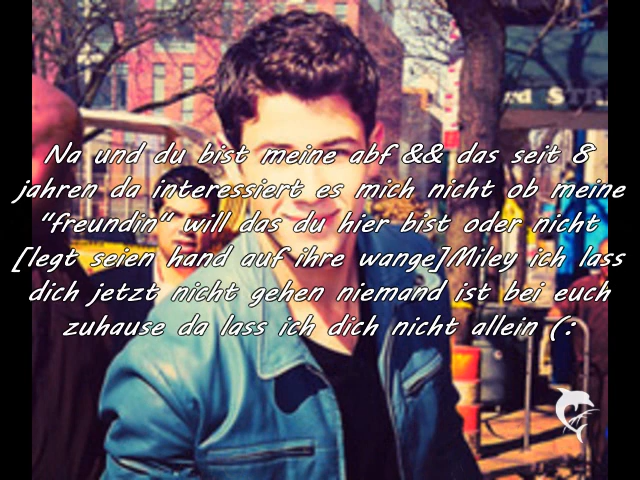 Na und du bist meine abf && das seit 8
jahren da interessiert es mich nicht ob meine
"freundin" will das du hier bist oder nicht
[legt seien hand auf ihre wange]Miley ich lass
dich jetzt nicht gehen niemand ist bei euch
zuhause da lass ich dich nicht allein (: